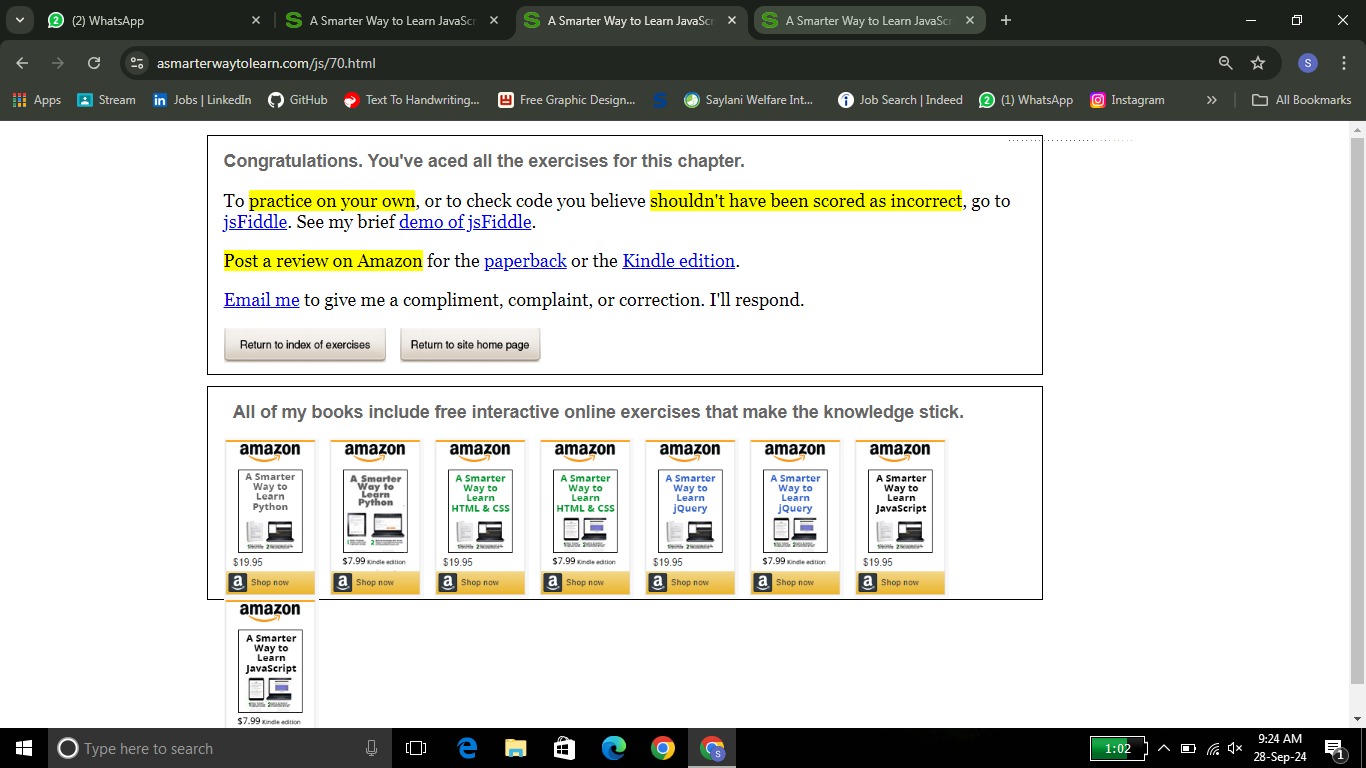 (2) WhatsApp
A Smarter Way to Learn JavaSc
A Smarter Way to Learn JavaSc
A Smarter Way to Learn JavaSc
asmarterwaytolearn.com/js/70.html
S
Apps
Stream
Jobs | LinkedIn
GitHub
Text To Handwriting...
Free Graphic Design...
Saylani Welfare Int...
Job Search | Indeed
(1) WhatsApp
Instagram
All Bookmarks
Congratulations. You've aced all the exercises for this chapter.
To practice on your own, or to check code you believe shouldn't have been scored as incorrect, go to
jsFiddle. See my brief demo of jsFiddle.
Post a review on Amazon for the paperback or the Kindle edition.
Email me to give me a compliment, complaint, or correction. I'll respond.
Return to index of exercises
Return to site home page
All of my books include free interactive online exercises that make the knowledge stick.
amazon
A Smarter
Way to
Learn
Python
$19.95
Shop now
amazon
A Smarter
Way to
Learn
Python
$7.99 Kindle edition
Shop now
amazon
A Smarter
Way to
Learn
HTML & CSS
$19.95
Shop now
amazon
A Smarter
Way to
Learn
HTML & CSS
$7.99 Kindle edition
Shop now
amazon
A Smarter
Way to
Learn
jQuery
$19.95
Shop now
amazon
A Smarter
Way to
Learn
jQuery
$7.99 Kindle edition
Shop now
amazon
A Smarter
Way to
Learn
JavaScript
$19.95
Shop now
amazon
A Smarter
Way to
Learn
JavaScript
$7.99 Kindle edition
Type here to search
1:02
9:24 AM
28-Sep-24
1